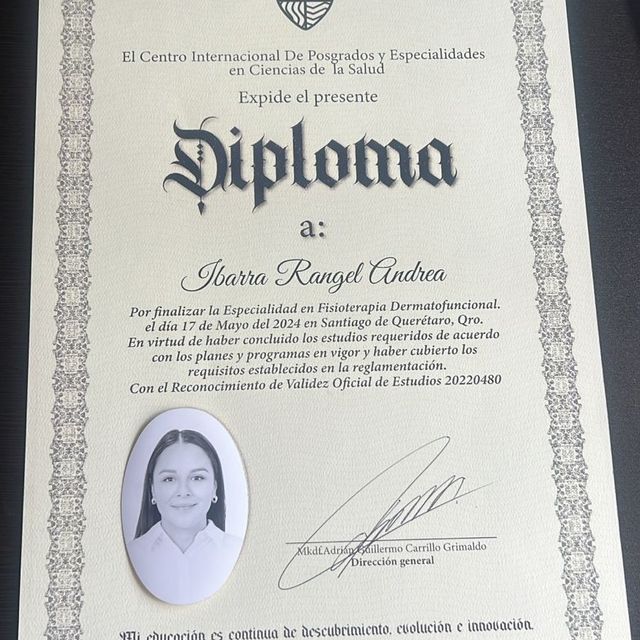 El Centro Internacional De Posgrados y Especialidades
en Ciencias de la Salud
Expide el presente
Diploma
a:
Ibarra Rangel Andrea
Por finalizar la Especialidad en Fisioterapia Dermatofuncional.
el día 17 de Mayo del 2024 en Santiago de Querétaro, Qro.
En virtud de haber concluido los estudios requeridos de acuerdo
con los planes y programas en vigor y haber cubierto los
requisitos establecidos en la reglamentación.
Con el Reconocimiento de Validez Oficial de Estudios 20220480
Mkdf.Adrián Guillermo Carrillo Grimaldo
Dirección general
Mi educación es continua de descubrimiento, evolución e innovación.